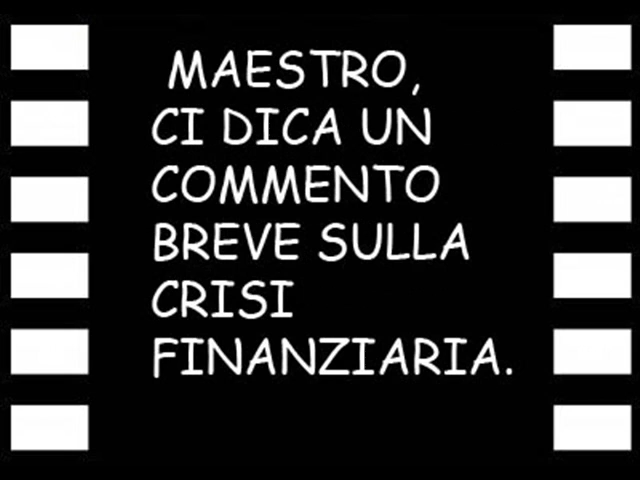 MAESTRO,
CI DICA UN
COMMENTO
BREVE SULLA
CRISI
FINANZIARIA.